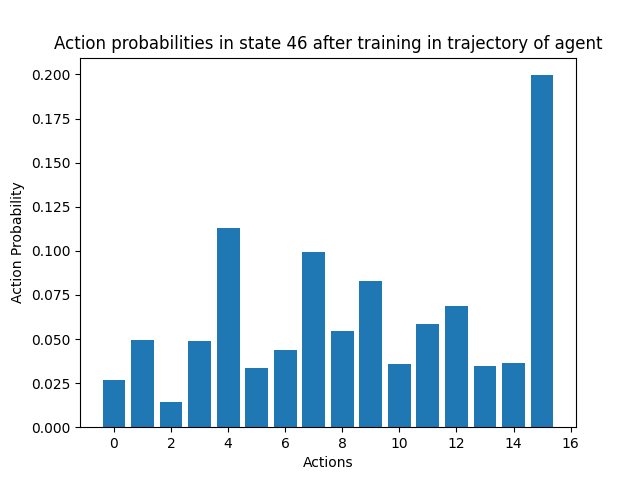 Action probabilities in state 46 after training in trajectory of agent
0.200
0.175
0.150
0.125
0.100
0.075
0.050
0.025
0.000
Action Probability
0 2 4 6 8 10 12 14 16
Actions